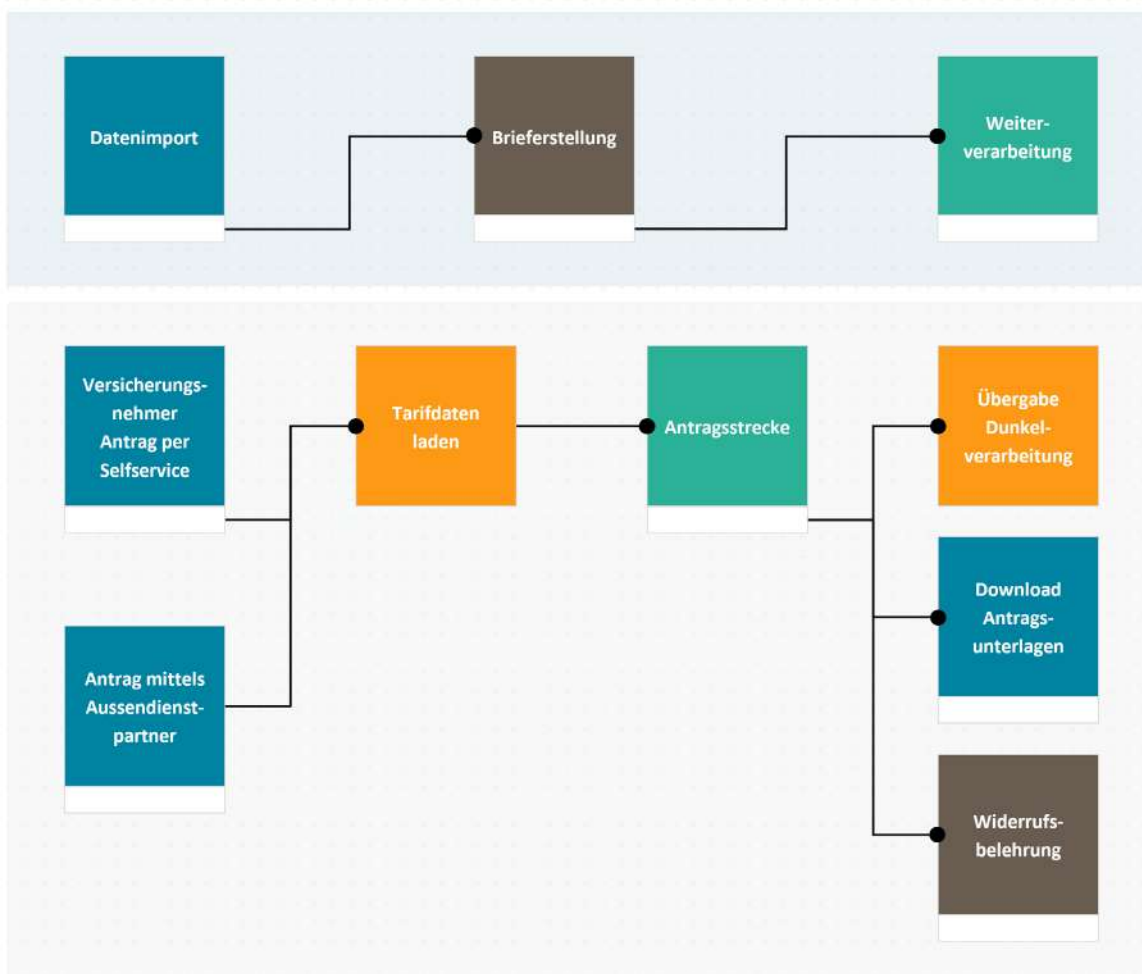 Datenimport
Brieferstellung
Weiter-
verarbeitung
Versicherungs-
nehmer
Antrag per
Selfservice
Tarifdaten
laden
Antragsstrecke
Übergabe
Dunkel-
verarbeitung
Download
Antrags-
unterlagen
Antrag mittels
Aussendienst-
partner
Widerrufs-
belehrung